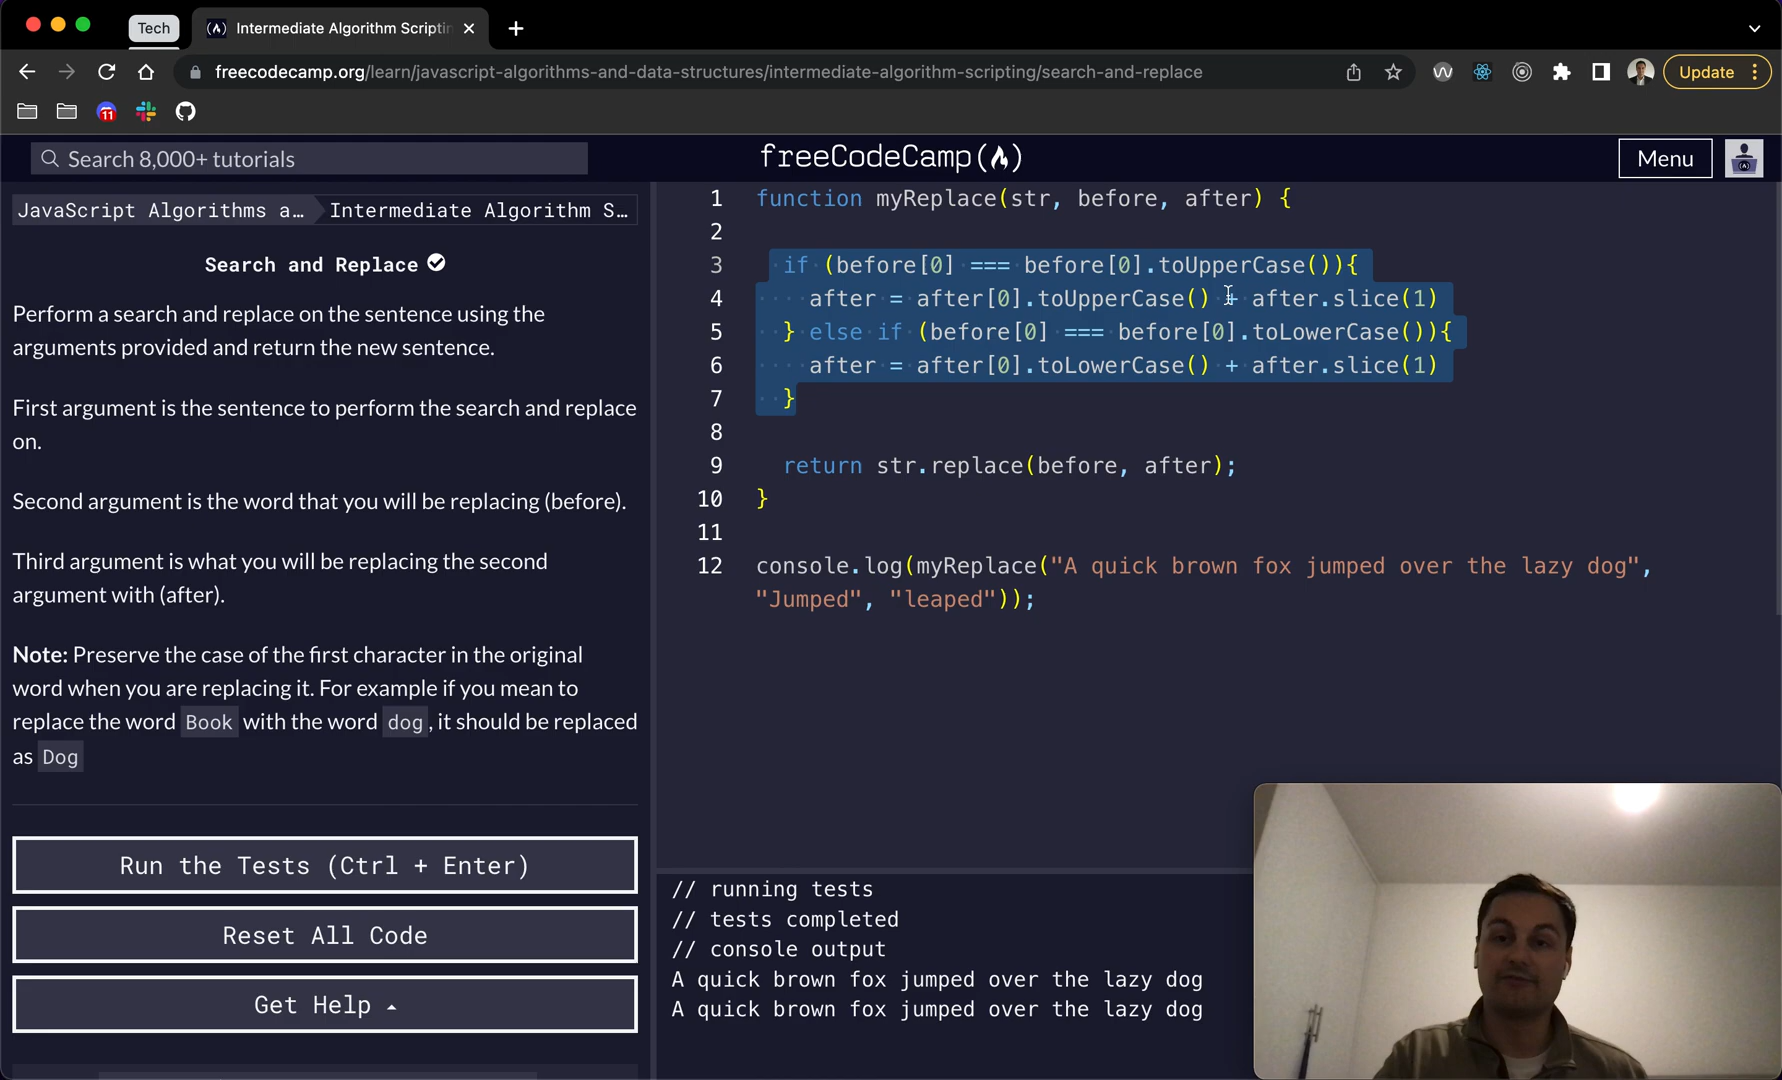 Tech
Intermediate Algorithm Scriptin
freecodecamp.org/learn/javascript-algorithms-and-data-structures/intermediate-algorithm-scripting/search-and-replace
Update
11
Search 8,000+ tutorials
freeCodeCamp
Menu
JavaScript Algorithms a… Intermediate Algorithm S…
Search and Replace
Perform a search and replace on the sentence using the
arguments provided and return the new sentence.
First argument is the sentence to perform the search and replace
on.
Second argument is the word that you will be replacing (before).
Third argument is what you will be replacing the second
argument with (after).
Note: Preserve the case of the first character in the original
word when you are replacing it. For example if you mean to
replace the word Book with the word dog, it should be replaced
as Dog
Run the Tests (Ctrl + Enter)
Reset All Code
Get Help
1 function myReplace(str, before, after) {
2
3 if (before[0] === before[0].toUpperCase()){
4 after = after[0].toUpperCase() + after.slice(1)
5 } else if (before[0] === before[0].toLowerCase()){
6 after = after[0].toLowerCase() + after.slice(1)
7 }
8
9 return str.replace(before, after);
10 }
11
12 console.log(myReplace("A quick brown fox jumped over the lazy dog",
"Jumped", "leaped"));
// running tests
// tests completed
// console output
A quick brown fox jumped over the lazy dog
A quick brown fox jumped over the lazy dog